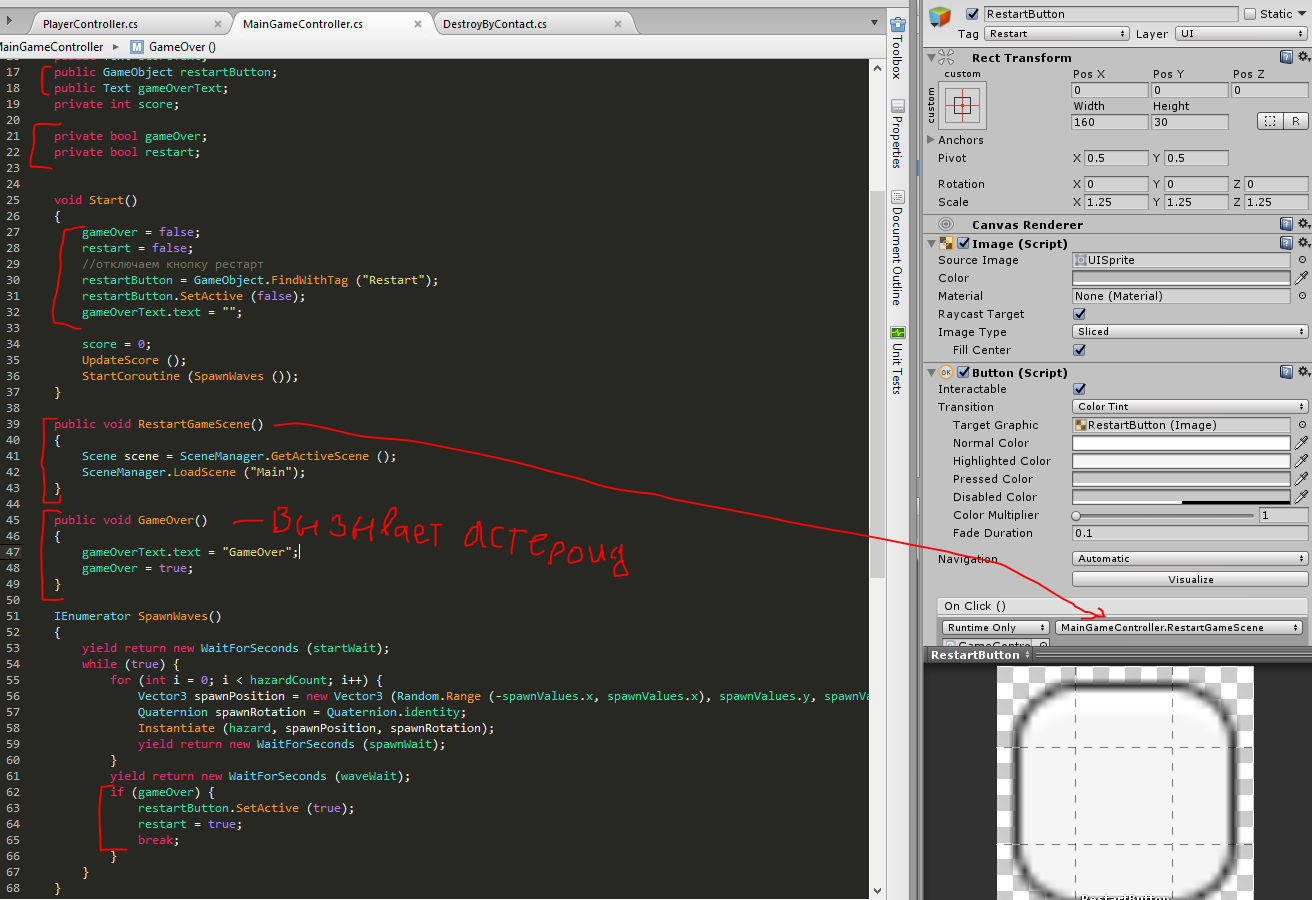 PlayerController.cs
MainGameController.cs
DestroyByContact.cs
MainGameController
M GameOver ()
17 public GameObject restartButton;
18 public Text gameOverText;
19 private int score;
20
21 private bool gameOver;
22 private bool restart;
23
24
25 void Start()
26 {
27 gameOver = false;
28 restart = false;
29 //отключаем кнопку рестарт
30 restartButton = GameObject.FindWithTag ("Restart");
31 restartButton.SetActive (false);
32 gameOverText.text = "";
33
34 score = 0;
35 UpdateScore ();
36 StartCoroutine (SpawnWaves ());
37 }
38
39 public void RestartGameScene()
40 {
41 Scene scene = SceneManager.GetActiveScene ();
42 SceneManager.LoadScene ("Main");
43 }
44
45 public void GameOver() — Вызывает астероид
46 {
47 gameOverText.text = "GameOver";
48 gameOver = true;
49 }
50
51 IEnumerator SpawnWaves()
52 {
53 yield return new WaitForSeconds (startWait);
54 while (true) {
55 for (int i = 0; i < hazardCount; i++) {
56 Vector3 spawnPosition = new Vector3 (Random.Range (-spawnValues.x, spawnValues.x), spawnValues.y, spawnVa
57 Quaternion spawnRotation = Quaternion.identity;
58 Instantiate (hazard, spawnPosition, spawnRotation);
59 yield return new WaitForSeconds (spawnWait);
60 }
61 yield return new WaitForSeconds (waveWait);
62 if (gameOver) {
63 restartButton.SetActive (true);
64 restart = true;
65 break;
66 }
67 }
68 }
Toolbox
Properties
Document Outline
Unit Tests
RestartButton Static
Tag Restart Layer UI
Rect Transform
custom Pos X Pos Y Pos Z
custom 0 0 0
Width Height
160 30 R
Anchors
Pivot X 0.5 Y 0.5
Rotation X 0 Y 0 Z 0
Scale X 1.25 Y 1.25 Z 1.25
Canvas Renderer
Image (Script)
Source Image UISprite
Color
Material None (Material)
Raycast Target
Image Type Sliced
Fill Center
OK Button (Script)
Interactable
Transition Color Tint
Target Graphic RestartButton (Image)
Normal Color
Highlighted Color
Pressed Color
Disabled Color
Color Multiplier 1
Fade Duration 0.1
Navigation Automatic
Visualize
On Click ()
Runtime Only MainGameController.RestartGameScene
GameContro
RestartButton
RestartButton